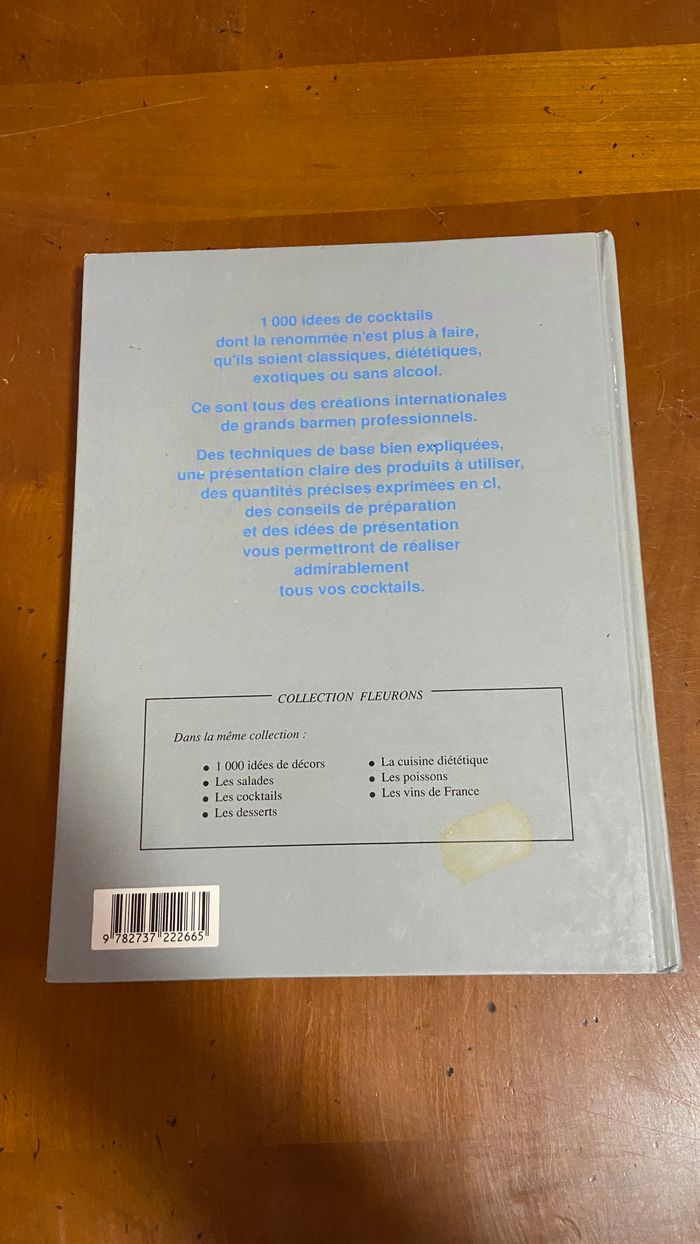 1 000 idées de cocktails
dont la renommée n'est plus à faire,
qu'ils soient classiques, diététiques,
exotiques ou sans alcool.
Ce sont tous des créations internationales
de grands barmen professionnels.
Des techniques de base bien expliquées,
une présentation claire des produits à utiliser,
des quantités précises exprimées en cl,
des conseils de préparation
et des idées de présentation
vous permettront de réaliser
admirablement
tous vos cocktails.
COLLECTION FLEURONS
Dans la même collection :
• 1 000 idées de décors
• Les salades
• Les cocktails
• Les desserts
• La cuisine diététique
• Les poissons
• Les vins de France
9 782737 222665